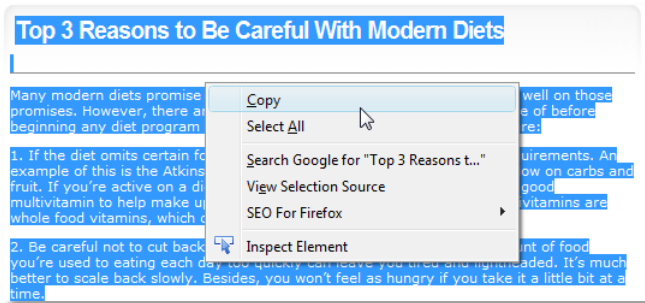 Top 3 Reasons to Be Careful With Modern Diets
Many modern diets promise well on those
promises. However, there ar e of before
beginning any diet program re:
1. If the diet omits certain fo uirements. An
example of this is the Atkins ow on carbs and
fruit. If you're active on a di good
multivitamin to help make up vitamins are
whole food vitamins, which c
2. Be careful not to cut back unt of food
you're used to eating each day too quickly can leave you tired and lightheaded. It's much
better to scale back slowly. Besides, you won't feel as hungry if you take it a little bit at a
time.
Copy
Select All
Search Google for "Top 3 Reasons t..."
View Selection Source
SEO For Firefox
Inspect Element